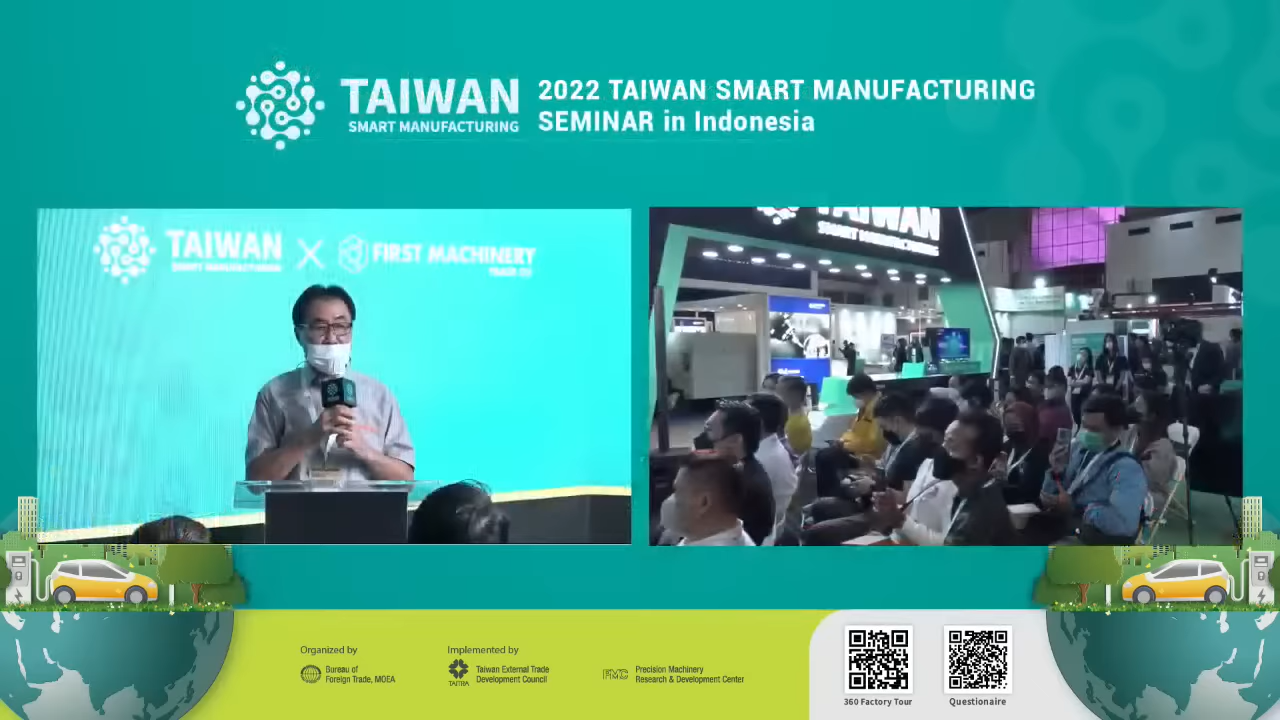 TAIWAN
SMART MANUFACTURING
2022 TAIWAN SMART MANUFACTURING
SEMINAR in Indonesia
TAIWAN
SMART MANUFACTURING
X
FIRST MACHINERY
TAIWAN
SMART MANUFACTURING
Organized by
Bureau of
Foreign Trade, MOEA
Implemented by
TAITRA
Taiwan External Trade
Development Council
PMC
Precision Machinery
Research & Development Center
360 Factory Tour
Questionaire